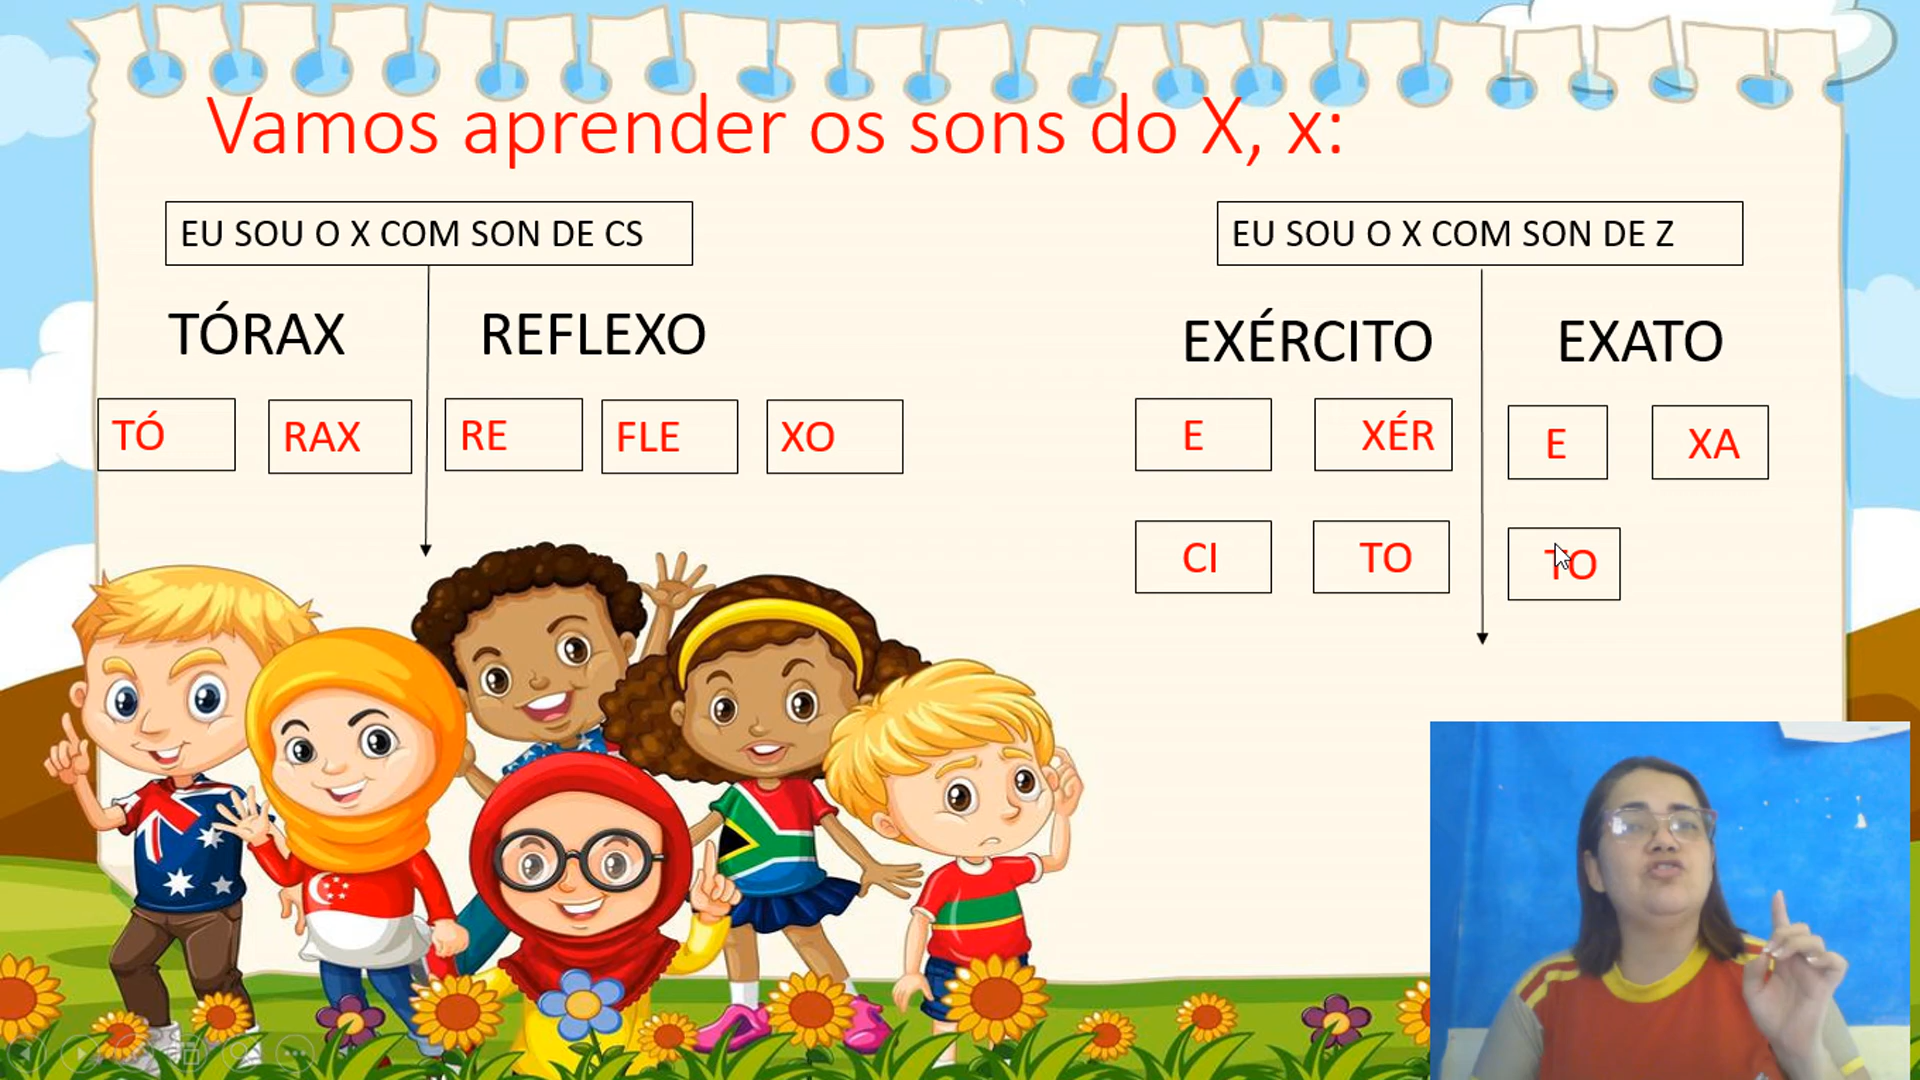 Vamos aprender os sons do X, x:
EU SOU O X COM SON DE CS
TÓRAX REFLEXO
TÓ RAX RE FLE XO
EU SOU O X COM SON DE Z
EXÉRCITO EXATO
E XÉR E XA
CI TO TO